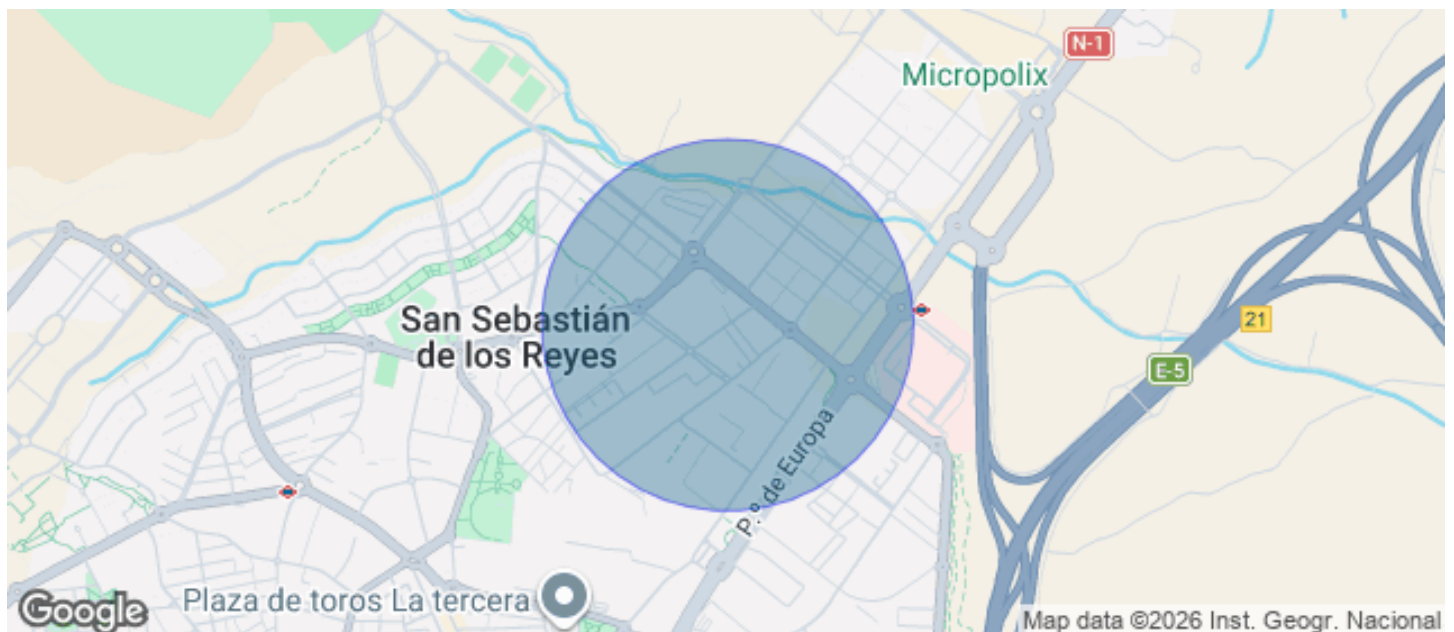 N-1
Micropolix
San Sebastián
de los Reyes
21
E-5
P.º de Europa
Plaza de toros La tercera
Google
Map data ©2026 Inst. Geogr. Nacional